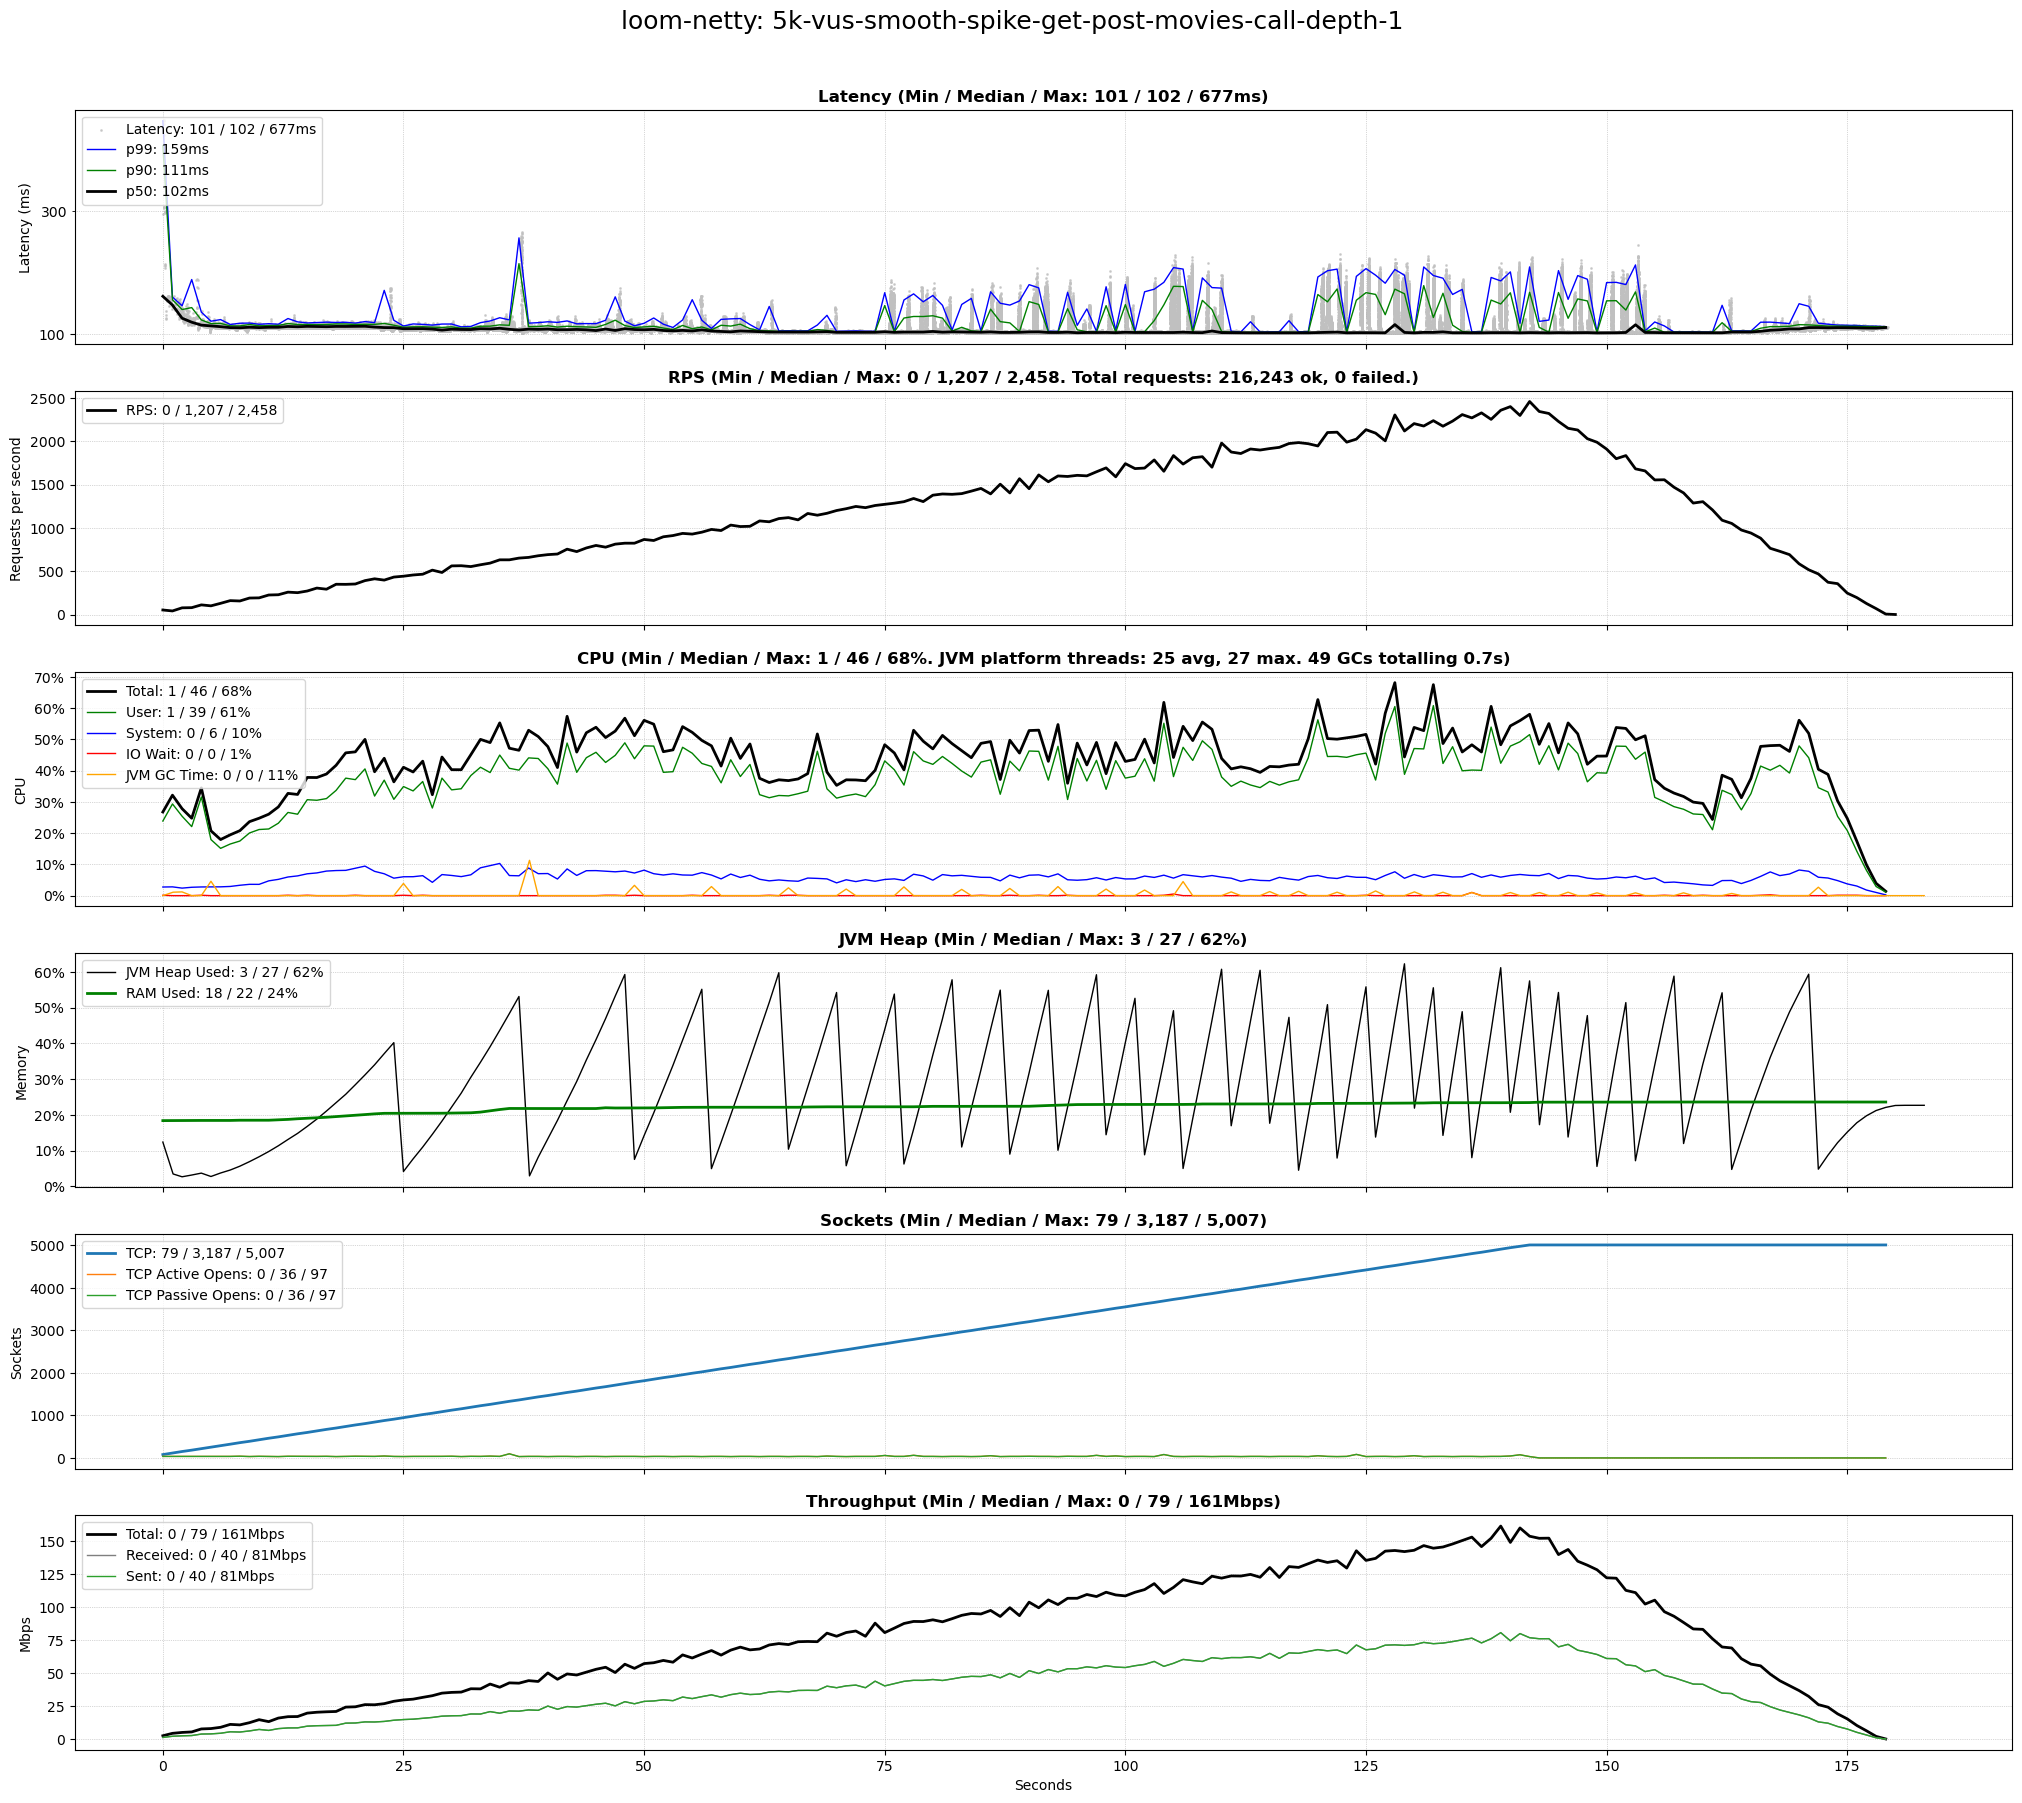 loom-netty: 5k-vus-smooth-spike-get-post-movies-call-depth-1
Latency (Min / Median / Max: 101 / 102 / 677ms)
Latency: 101 / 102 / 677ms
p99: 159ms
p90: 111ms
p50: 102ms
300
100
Latency (ms)
RPS (Min / Median / Max: 0 / 1,207 / 2,458. Total requests: 216,243 ok, 0 failed.)
RPS: 0 / 1,207 / 2,458
2500
2000
1500
1000
500
0
Requests per second
CPU (Min / Median / Max: 1 / 46 / 68%. JVM platform threads: 25 avg, 27 max. 49 GCs totalling 0.7s)
Total: 1 / 46 / 68%
User: 1 / 39 / 61%
System: 0 / 6 / 10%
IO Wait: 0 / 0 / 1%
JVM GC Time: 0 / 0 / 11%
70%
60%
50%
40%
30%
20%
10%
0%
CPU
JVM Heap (Min / Median / Max: 3 / 27 / 62%)
JVM Heap Used: 3 / 27 / 62%
RAM Used: 18 / 22 / 24%
60%
50%
40%
30%
20%
10%
0%
Memory
Sockets (Min / Median / Max: 79 / 3,187 / 5,007)
TCP: 79 / 3,187 / 5,007
TCP Active Opens: 0 / 36 / 97
TCP Passive Opens: 0 / 36 / 97
5000
4000
3000
2000
1000
0
Sockets
Throughput (Min / Median / Max: 0 / 79 / 161Mbps)
Total: 0 / 79 / 161Mbps
Received: 0 / 40 / 81Mbps
Sent: 0 / 40 / 81Mbps
150
125
100
75
50
25
0
Mbps
0 25 50 75 100 125 150 175
Seconds